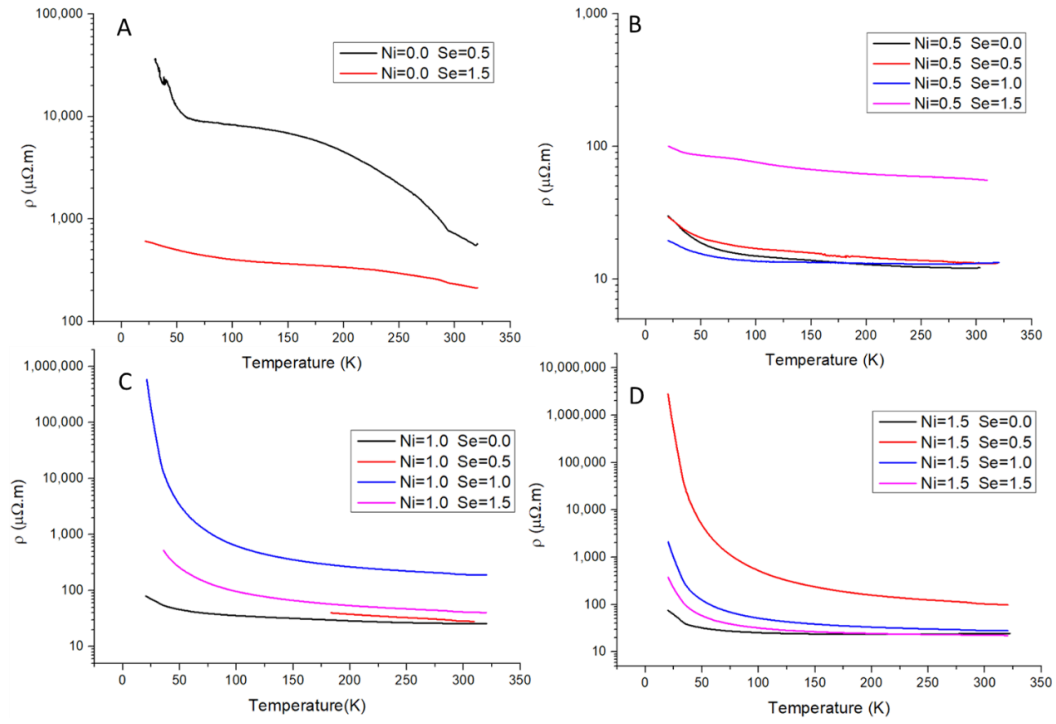 A
100,000
10,000
1,000
100
ρ (μΩ.m)
Ni=0.0 Se=0.5
Ni=0.0 Se=1.5
0 50 100 150 200 250 300 350
Temperature (K)
B
1,000
100
10
ρ (μΩ.m)
Ni=0.5 Se=0.0
Ni=0.5 Se=0.5
Ni=0.5 Se=1.0
Ni=0.5 Se=1.5
0 50 100 150 200 250 300 350
Temperature (K)
C
1,000,000
100,000
10,000
1,000
100
10
ρ (μΩ.m)
Ni=1.0 Se=0.0
Ni=1.0 Se=0.5
Ni=1.0 Se=1.0
Ni=1.0 Se=1.5
0 50 100 150 200 250 300 350
Temperature(K)
D
10,000,000
1,000,000
100,000
10,000
1,000
100
10
ρ (μΩ.m)
Ni=1.5 Se=0.0
Ni=1.5 Se=0.5
Ni=1.5 Se=1.0
Ni=1.5 Se=1.5
0 50 100 150 200 250 300 350
Temperature (K)